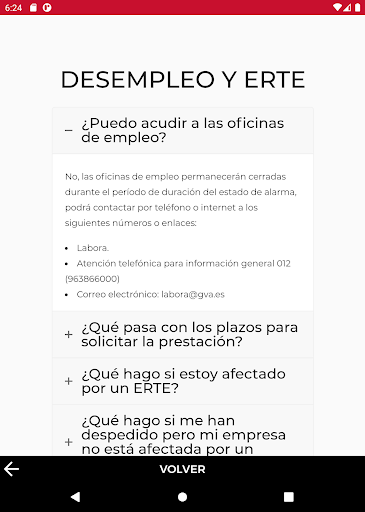 6:24
DESEMPLEO Y ERTE
¿Puedo acudir a las oficinas
de empleo?
No, las oficinas de empleo permanecerán cerradas
durante el período de duración del estado de alarma,
podrá contactar por teléfono o internet a los
siguientes números o enlaces:
• Labora.
• Atención telefónica para información general 012
(963866000)
• Correo electrónico: labora@gva.es
¿Qué pasa con los plazos para
solicitar la prestación?
¿Qué hago si estoy afectado
por un ERTE?
¿Qué hago si me han
despedido pero mi empresa
no está afectada por un
VOLVER